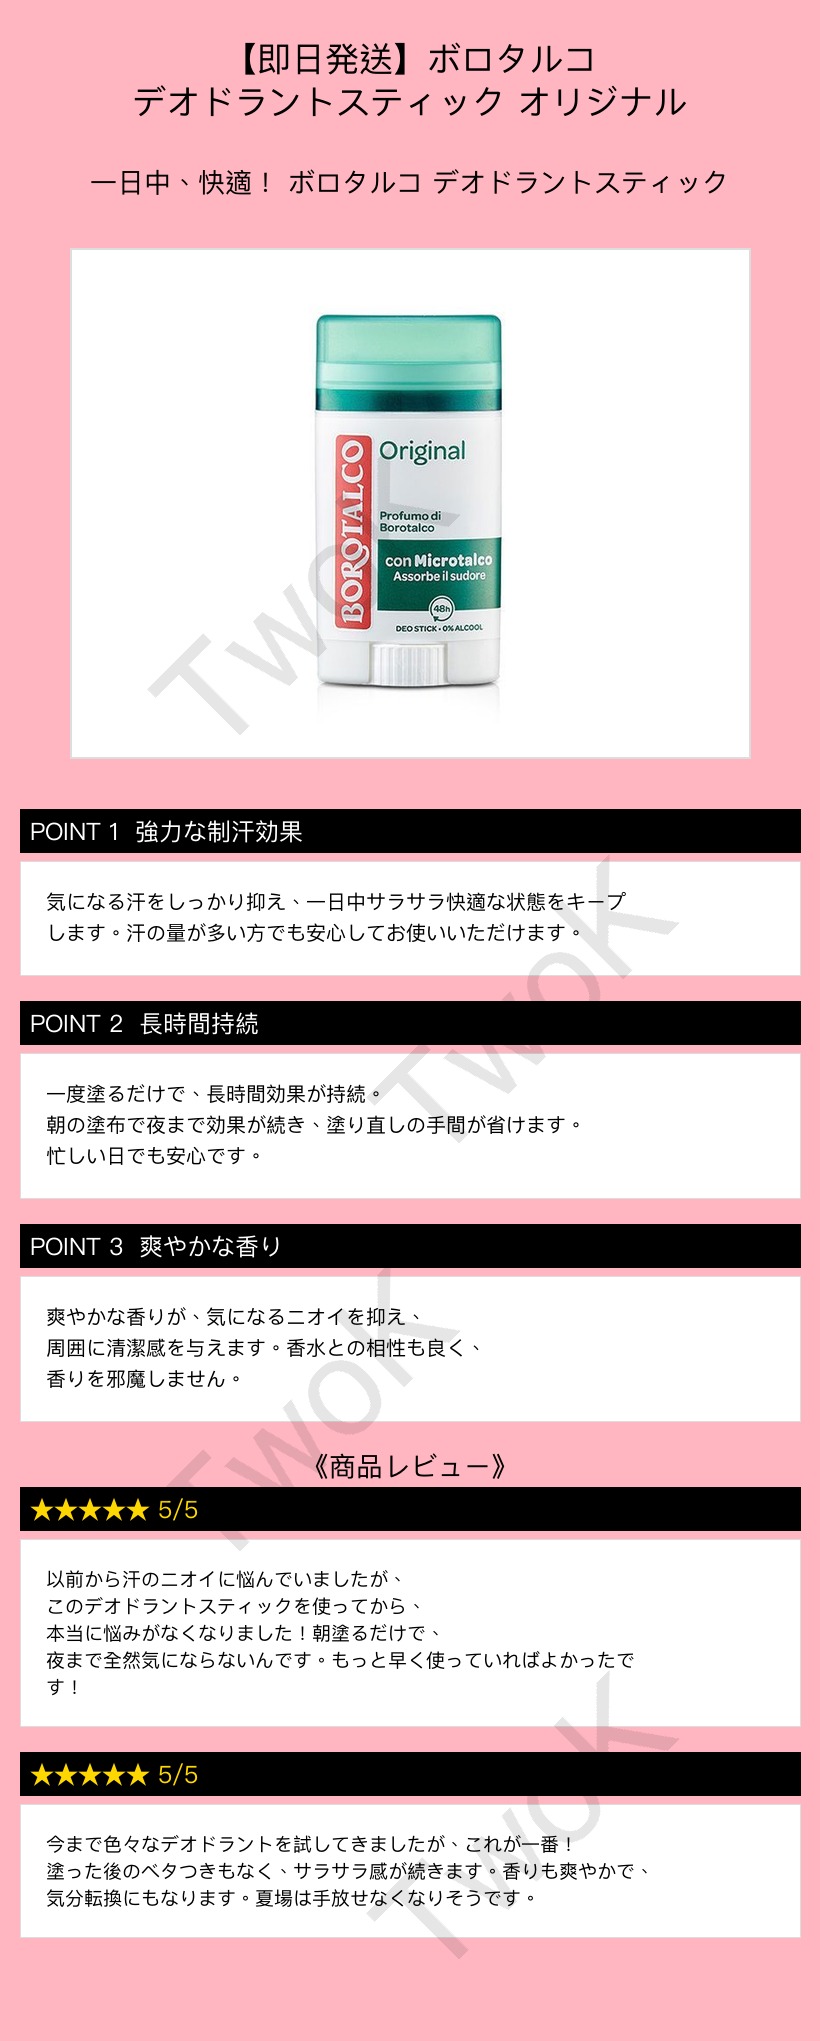 【即日発送】ボロタルコ
デオドラントスティック オリジナル
一日中、快適！ ボロタルコ デオドラントスティック
BOROTALCO
Original
Profumo di
Borotalco
con Microtalco
Assorbe il sudore
48h
DEO STICK • 0% ALCOOL
TwoK
POINT 1 強力な制汗効果
気になる汗をしっかり抑え、一日中サラサラ快適な状態をキープ
します。汗の量が多い方でも安心してお使いいただけます。
TwoK
POINT 2 長時間持続
一度塗るだけで、長時間効果が持続。
朝の塗布で夜まで効果が続き、塗り直しの手間が省けます。
忙しい日でも安心です。
POINT 3 爽やかな香り
爽やかな香りが、気になるニオイを抑え、
周囲に清潔感を与えます。香水との相性も良く、
香りを邪魔しません。
TwoK
《商品レビュー》
★★★★★ 5/5
以前から汗のニオイに悩んでいましたが、
このデオドラントスティックを使ってから、
本当に悩みがなくなりました！朝塗るだけで、
夜まで全然気にならないんです。もっと早く使っていればよかったで
す！
★★★★★ 5/5
TwoK
今まで色々なデオドラントを試してきましたが、これが一番！
塗った後のベタつきもなく、サラサラ感が続きます。香りも爽やかで、
気分転換にもなります。夏場は手放せなくなりそうです。